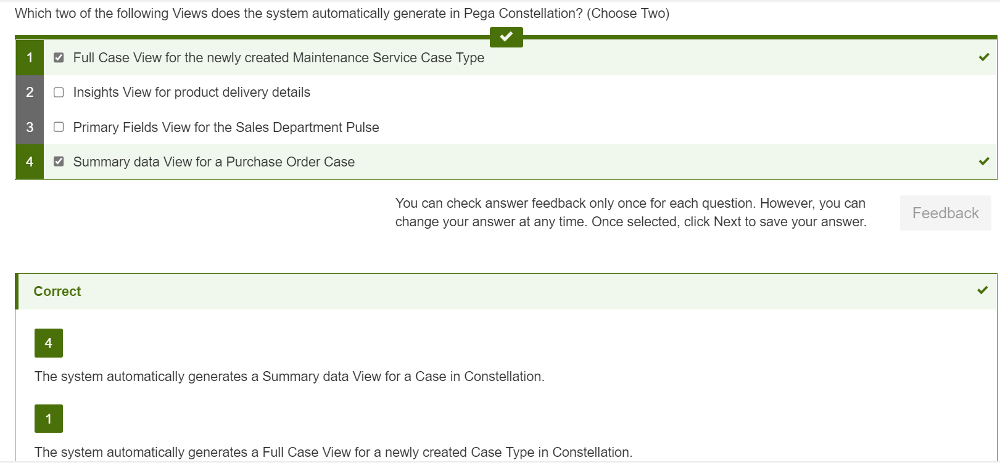 Which two of the following Views does the system automatically generate in Pega Constellation? (Choose Two)
1 Full Case View for the newly created Maintenance Service Case Type
2 Insights View for product delivery details
3 Primary Fields View for the Sales Department Pulse
4 Summary data View for a Purchase Order Case
You can check answer feedback only once for each question. However, you can
change your answer at any time. Once selected, click Next to save your answer.
Feedback
Correct
4
The system automatically generates a Summary data View for a Case in Constellation.
1
The system automatically generates a Full Case View for a newly created Case Type in Constellation.